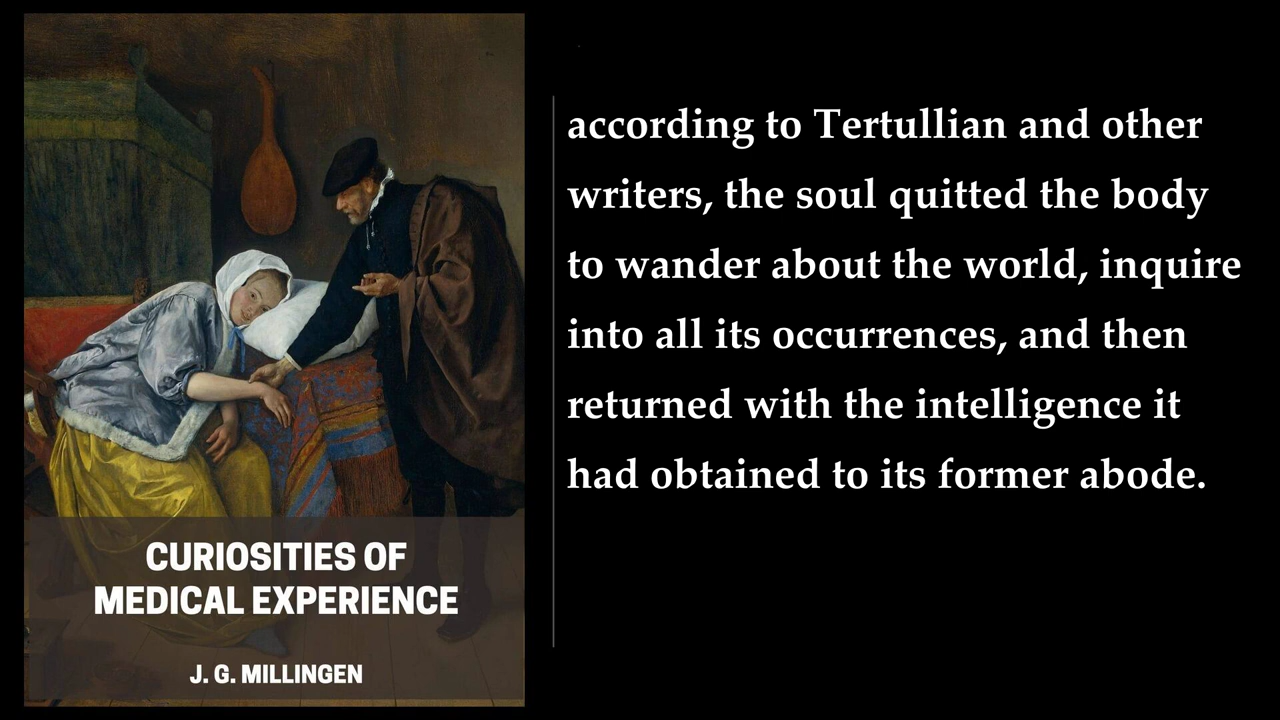 according to Tertullian and other
writers, the soul quitted the body
to wander about the world, inquire
into all its occurrences, and then
returned with the intelligence it
had obtained to its former abode.
CURIOSITIES OF
MEDICAL EXPERIENCE
J. G. MILLINGEN